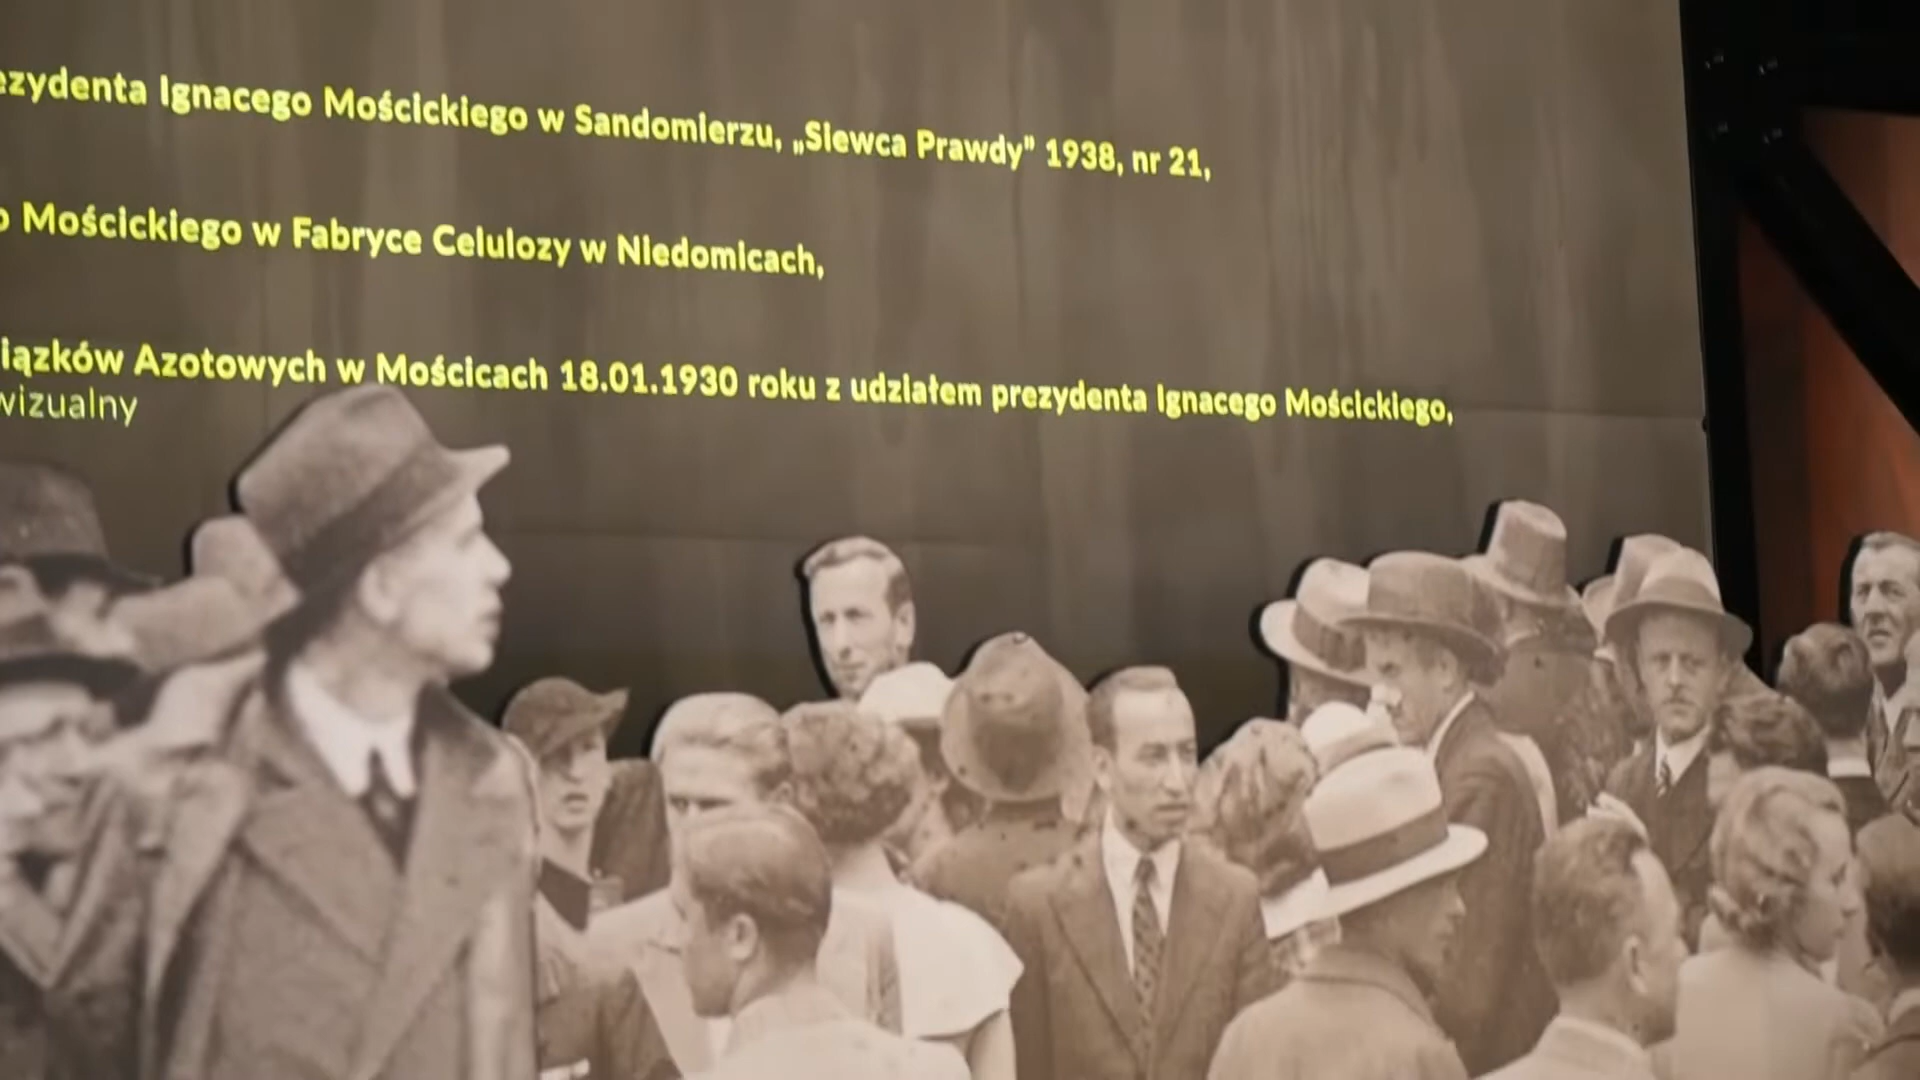 ezydenta Ignacego Mościckiego w Sandomierzu, „Siewca Prawdy” 1938, nr 21,
o Mościckiego w Fabryce Celulozy w Niedomicach,
iązków Azotowych w Mościcach 18.01.1930 roku z udziałem prezydenta Ignacego Mościckiego,
wizualny